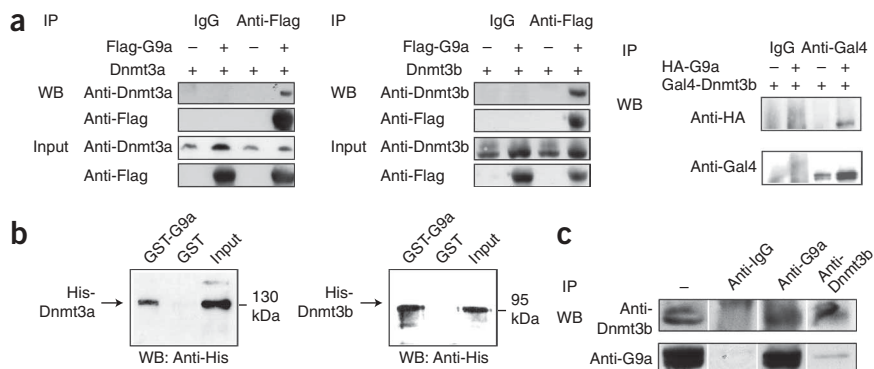 a
IP IgG Anti-Flag
Flag-G9a – + – +
Dnmt3a + + + +
WB Anti-Dnmt3a
Anti-Flag
Input Anti-Dnmt3a
Anti-Flag
IP IgG Anti-Flag
Flag-G9a – + – +
Dnmt3b + + + +
WB Anti-Dnmt3b
Anti-Flag
Input Anti-Dnmt3b
Anti-Flag
IP IgG Anti-Gal4
HA-G9a – + – +
Gal4-Dnmt3b + + + +
WB
Anti-HA
Anti-Gal4
b
GST-G9a GST Input
His-
Dnmt3a
130
kDa
WB: Anti-His
GST-G9a GST Input
His-
Dnmt3b
95
kDa
WB: Anti-His
c
IP – Anti-IgG Anti-G9a Anti-
Dnmt3b
WB Anti-
Dnmt3b
Anti-G9a